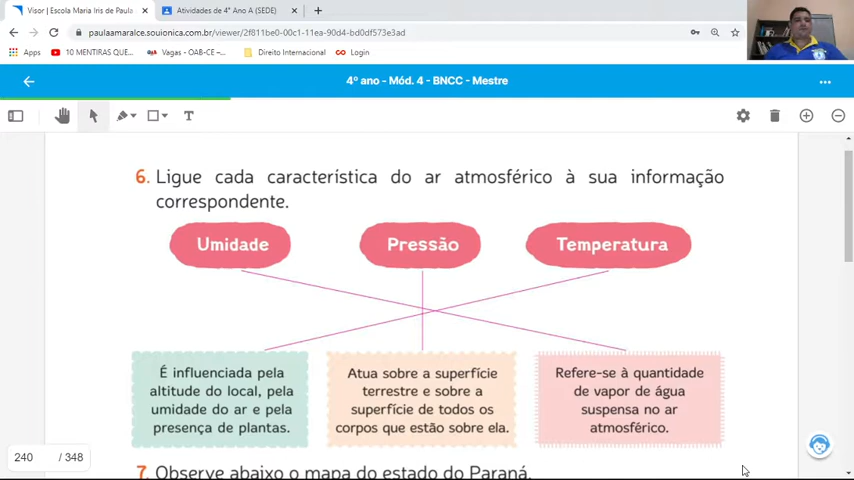 Visor | Escola Maria Iris de Paula
Atividades de 4° Ano A (SEDE)
paulaamaralce.souionica.com.br/viewer/2f811be0-00c1-11ea-90d4-bd0df573e3ad
Apps
10 MENTIRAS QUE...
Vagas - OAB-CE –...
Direito Internacional
Login
4º ano - Mód. 4 - BNCC - Mestre
T
6. Ligue cada característica do ar atmosférico à sua informação
correspondente.
Umidade
Pressão
Temperatura
É influenciada pela
altitude do local, pela
umidade do ar e pela
presença de plantas.
Atua sobre a superfície
terrestre e sobre a
superfície de todos os
corpos que estão sobre ela.
Refere-se à quantidade
de vapor de água
suspensa no ar
atmosférico.
240 / 348
7. Observe abaixo o mapa do estado do Paraná.